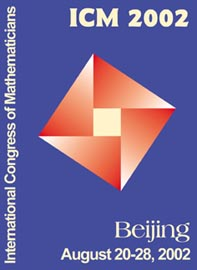 ICM 2002
International Congress of Mathematicians
Beijing
August 20-28, 2002